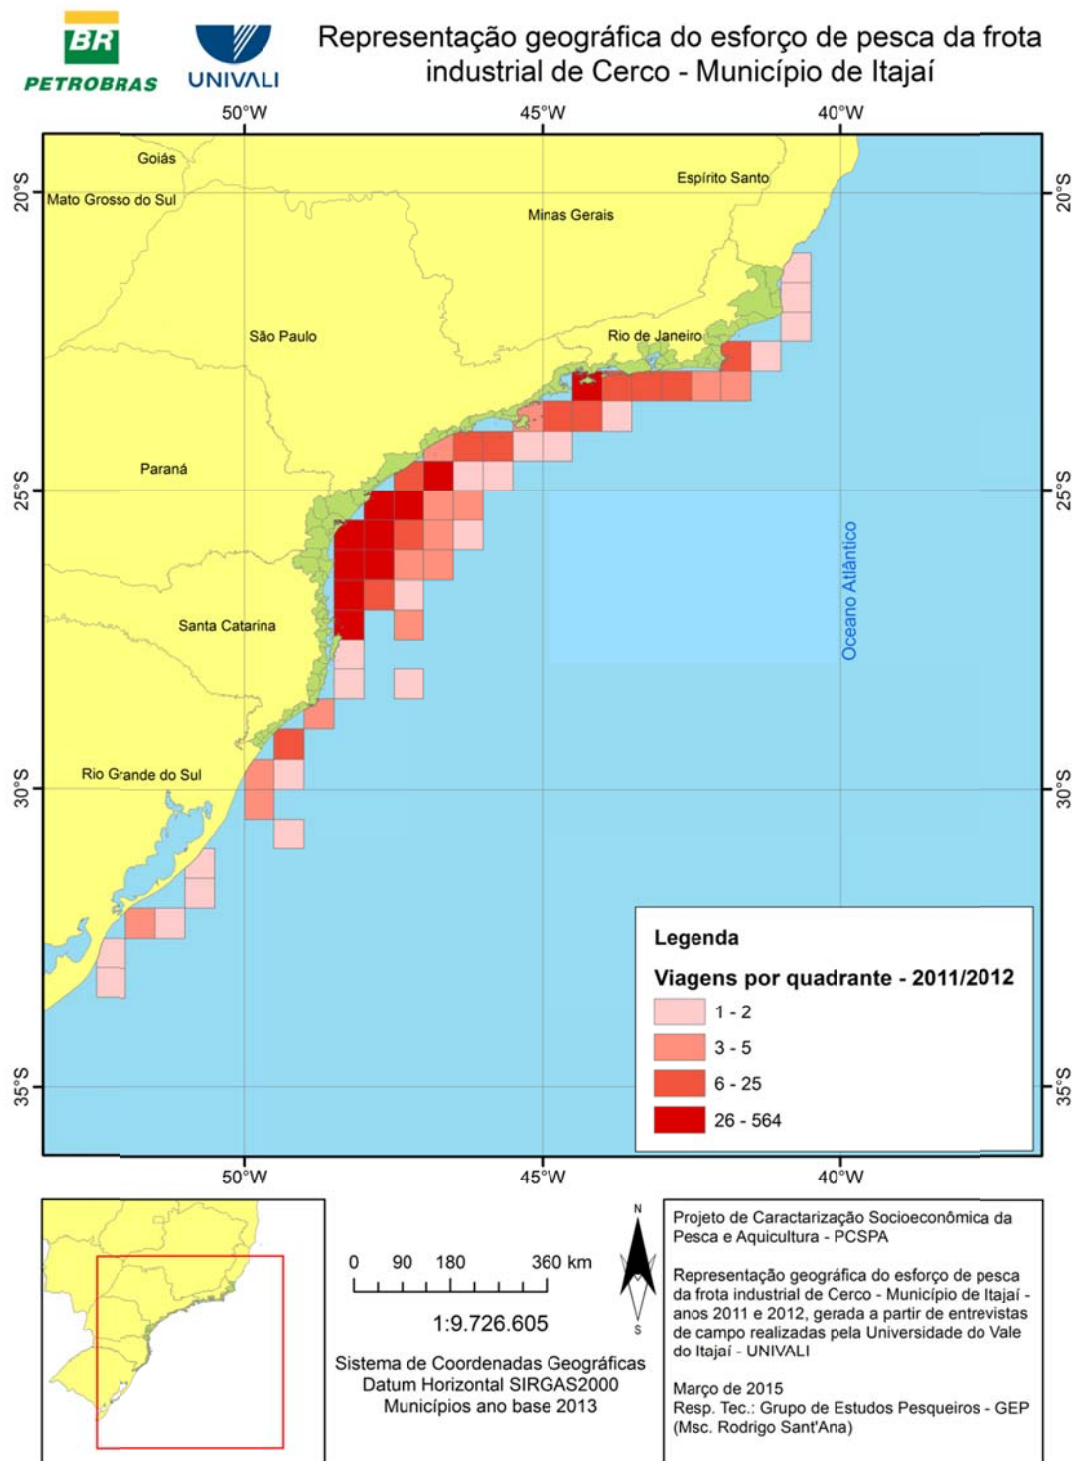 BR
PETROBRAS
UNIVALI
Representação geográfica do esforço de pesca da frota
industrial de Cerco - Município de Itajaí
50°W
45°W
40°W
20°S
20°S
25°S
25°S
30°S
30°S
35°S
35°S
Goiás
Mato Grosso do Sul
Espírito Santo
Minas Gerais
São Paulo
Rio de Janeiro
Paraná
Santa Catarina
Rio Grande do Sul
Oceano Atlântico
Legenda
Viagens por quadrante - 2011/2012
1 - 2
3 - 5
6 - 25
26 - 564
50°W
45°W
40°W
0 90 180 360 km
1:9.726.605
Sistema de Coordenadas Geográficas
Datum Horizontal SIRGAS2000
Municípios ano base 2013
N
S
Projeto de Caractarização Socioeconômica da
Pesca e Aquicultura - PCSPA
Representação geográfica do esforço de pesca
da frota industrial de Cerco - Município de Itajaí -
anos 2011 e 2012, gerada a partir de entrevistas
de campo realizadas pela Universidade do Vale
do Itajaí - UNIVALI
Março de 2015
Resp. Tec.: Grupo de Estudos Pesqueiros - GEP
(Msc. Rodrigo Sant'Ana)